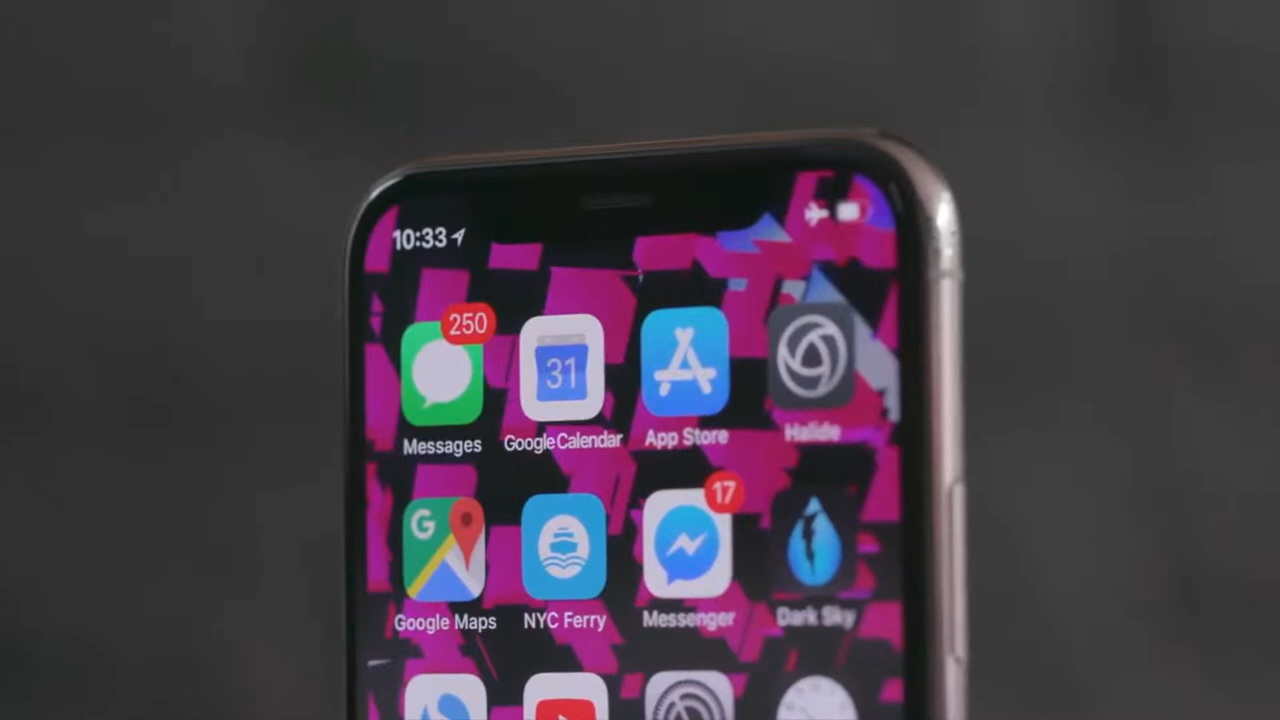 10:33
250
31
Messages
Google Calendar
App Store
Halide
17
G
Google Maps
NYC Ferry
Messenger
Dark Sky